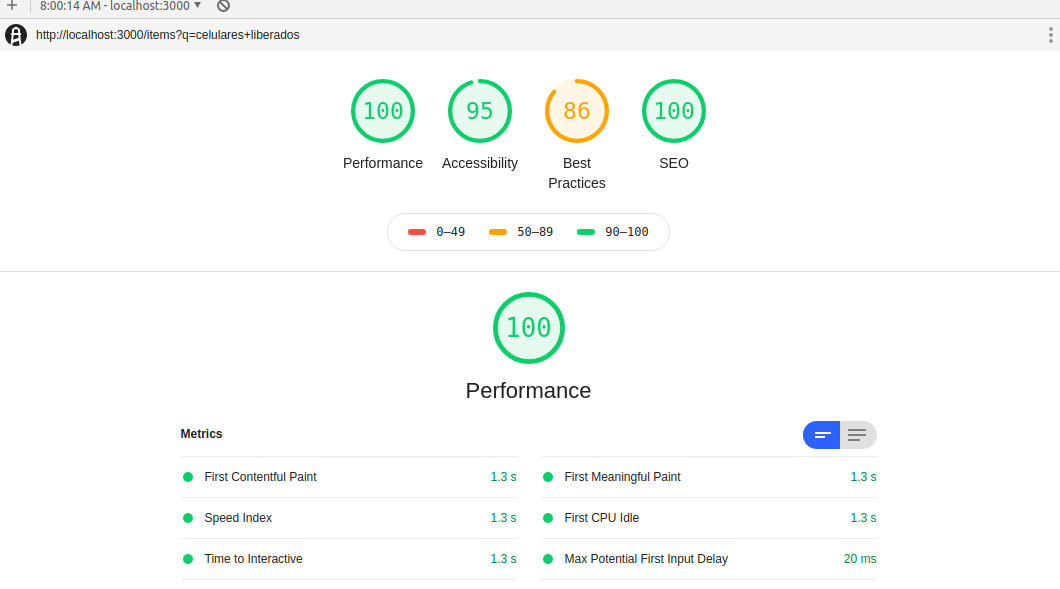 8:00:14 AM - localhost:3000
http://localhost:3000/items?q=celulares+liberados
100 95 86 100
Performance Accessibility Best Practices SEO
0–49 50–89 90–100
100
Performance
Metrics
First Contentful Paint 1.3 s
First Meaningful Paint 1.3 s
Speed Index 1.3 s
First CPU Idle 1.3 s
Time to Interactive 1.3 s
Max Potential First Input Delay 20 ms